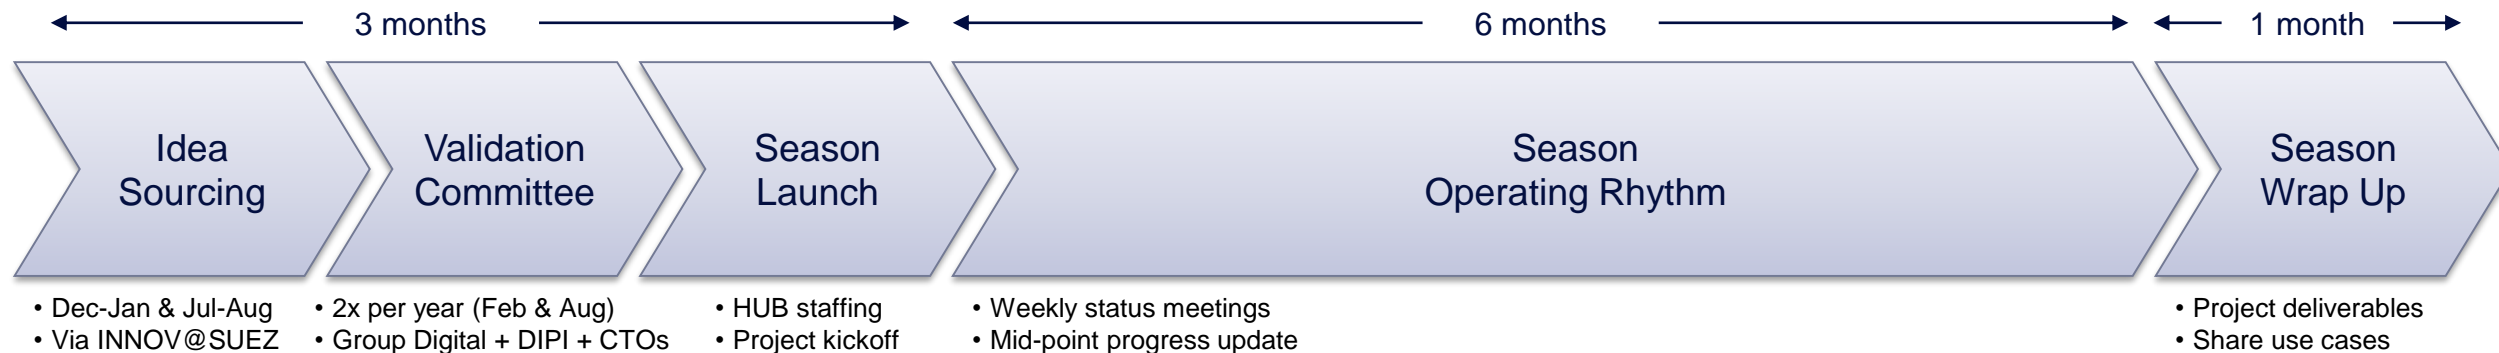 3 months
6 months
1 month
Idea
Sourcing
Validation
Committee
Season
Launch
Season
Operating Rhythm
Season
Wrap Up
• Dec-Jan & Jul-Aug
• Via INNOV@SUEZ
• 2x per year (Feb & Aug)
• Group Digital + DIPI + CTOs
• HUB staffing
• Project kickoff
• Weekly status meetings
• Mid-point progress update
• Project deliverables
• Share use cases